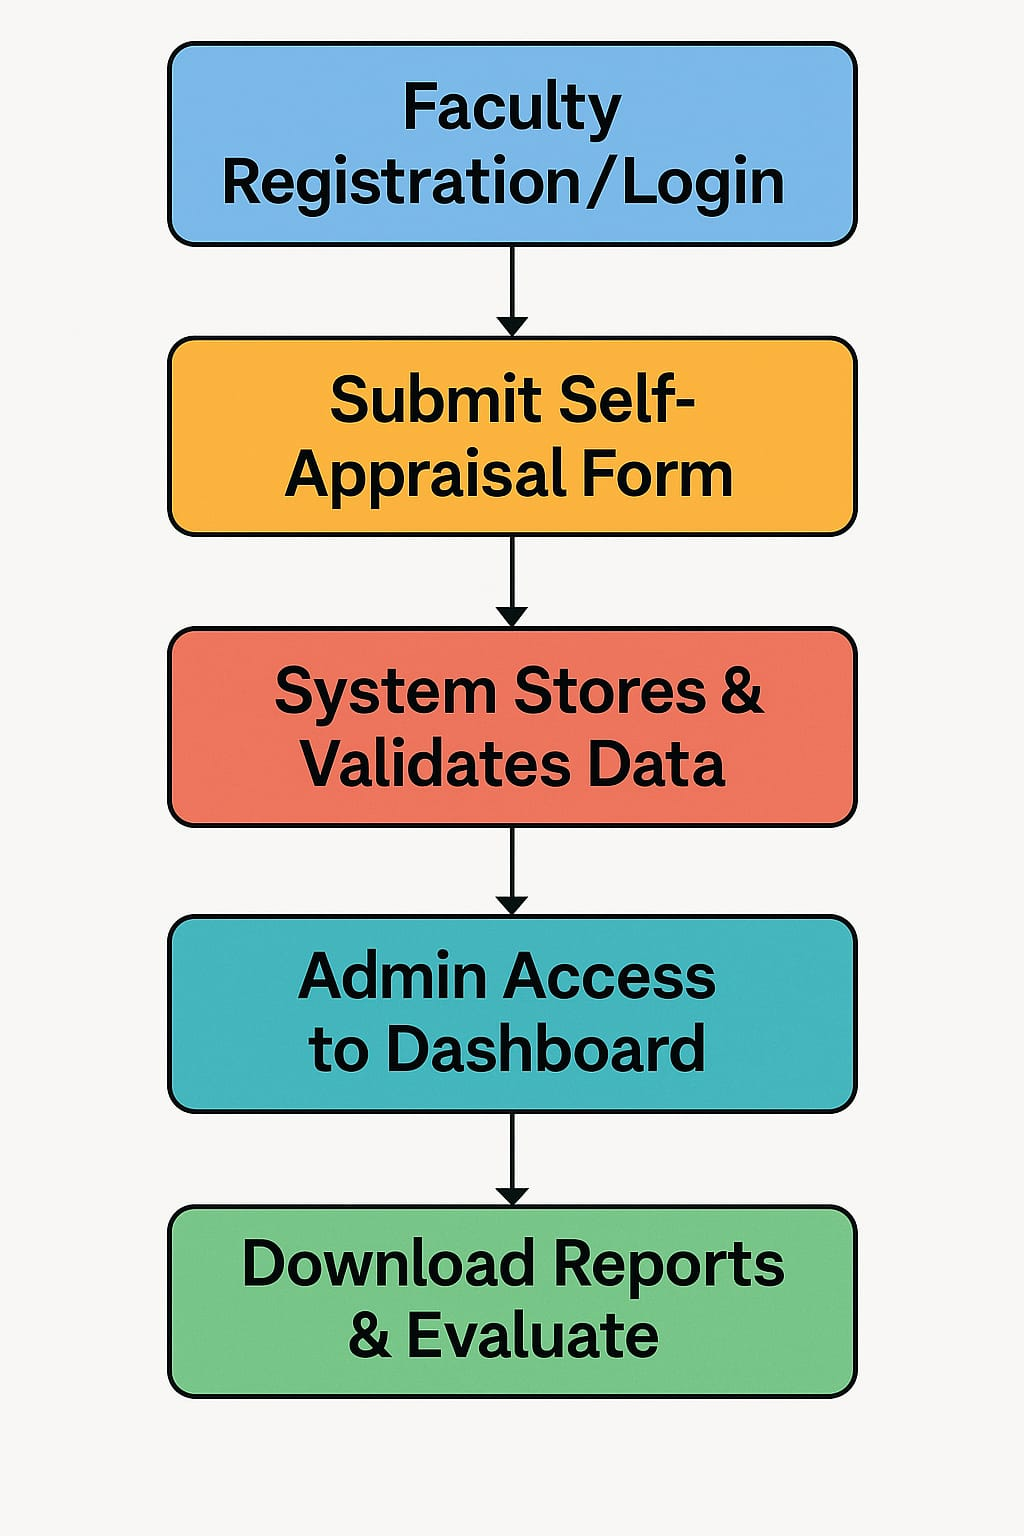 Faculty
Registration/Login
Submit Self-
Appraisal Form
System Stores &
Validates Data
Admin Access
to Dashboard
Download Reports
& Evaluate